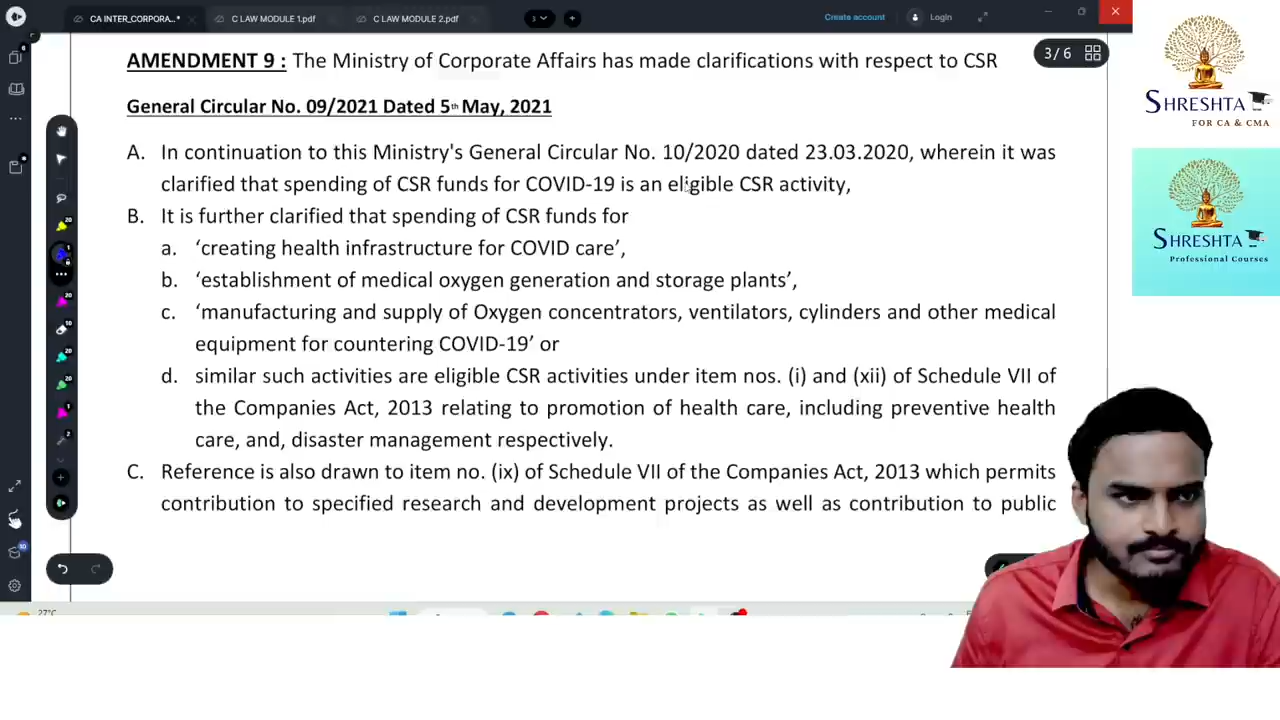 CA INTER_CORPORA...*
C LAW MODULE 1.pdf
C LAW MODULE 2.pdf
3
Create account
Login
AMENDMENT 9 : The Ministry of Corporate Affairs has made clarifications with respect to CSR
3/6
General Circular No. 09/2021 Dated 5th May, 2021
A. In continuation to this Ministry's General Circular No. 10/2020 dated 23.03.2020, wherein it was
clarified that spending of CSR funds for COVID-19 is an eligible CSR activity,
B. It is further clarified that spending of CSR funds for
a. ‘creating health infrastructure for COVID care’,
b. ‘establishment of medical oxygen generation and storage plants’,
c. ‘manufacturing and supply of Oxygen concentrators, ventilators, cylinders and other medical
equipment for countering COVID-19’ or
d. similar such activities are eligible CSR activities under item nos. (i) and (xii) of Schedule VII of
the Companies Act, 2013 relating to promotion of health care, including preventive health
care, and, disaster management respectively.
C. Reference is also drawn to item no. (ix) of Schedule VII of the Companies Act, 2013 which permits
contribution to specified research and development projects as well as contribution to public
27°C
SHRESHTA
FOR CA & CMA
SHRESHTA
Professional Courses